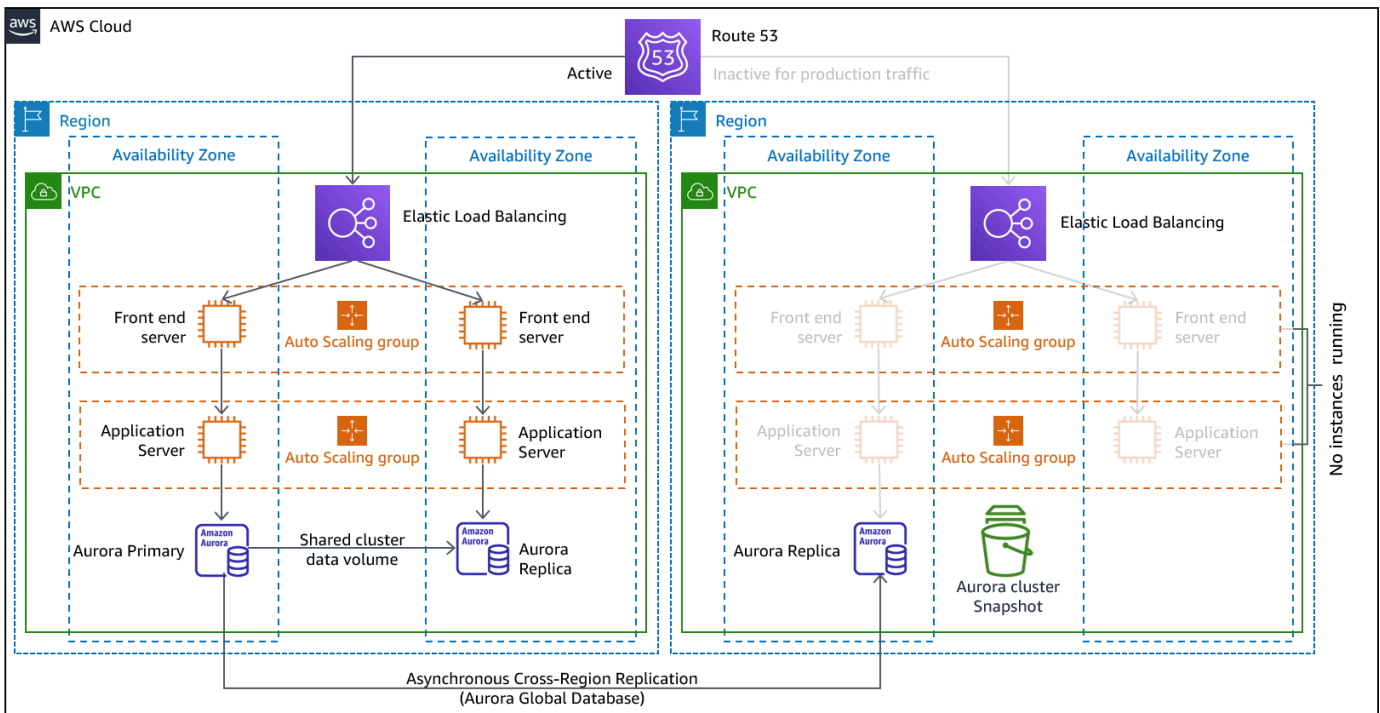 aws
AWS Cloud
Route 53
53
Active
Inactive for production traffic
Region
Availability Zone
Availability Zone
VPC
Elastic Load Balancing
Front end
server
Auto Scaling group
Front end
server
Application
Server
Auto Scaling group
Application
Server
Aurora Primary
Amazon
Aurora
Shared cluster
data volume
Amazon
Aurora
Aurora
Replica
Region
Availability Zone
Availability Zone
VPC
Elastic Load Balancing
Front end
server
Auto Scaling group
Front end
server
Application
Server
Auto Scaling group
Application
Server
No instances running
Aurora Replica
Amazon
Aurora
Aurora cluster
Snapshot
Asynchronous Cross-Region Replication
(Aurora Global Database)